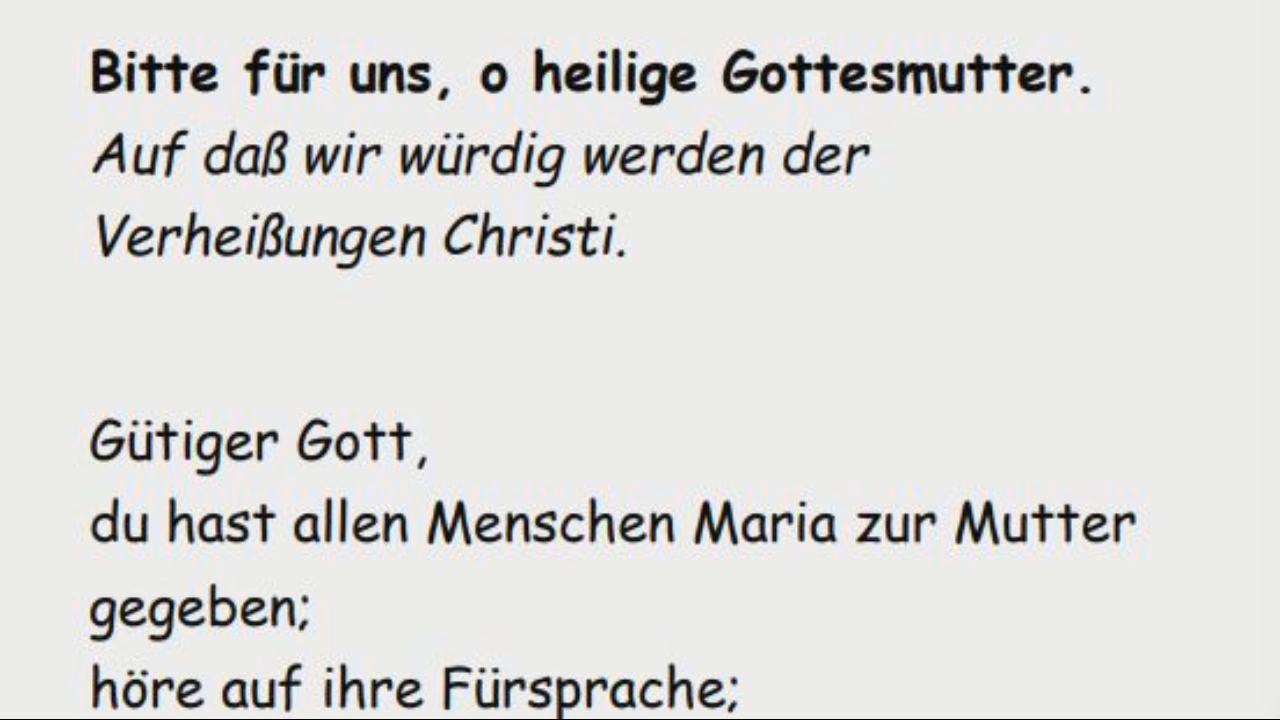 Bitte für uns, o heilige Gottesmutter.
Auf daß wir würdig werden der
Verheißungen Christi.
Gütiger Gott,
du hast allen Menschen Maria zur Mutter
gegeben;
höre auf ihre Fürsprache;